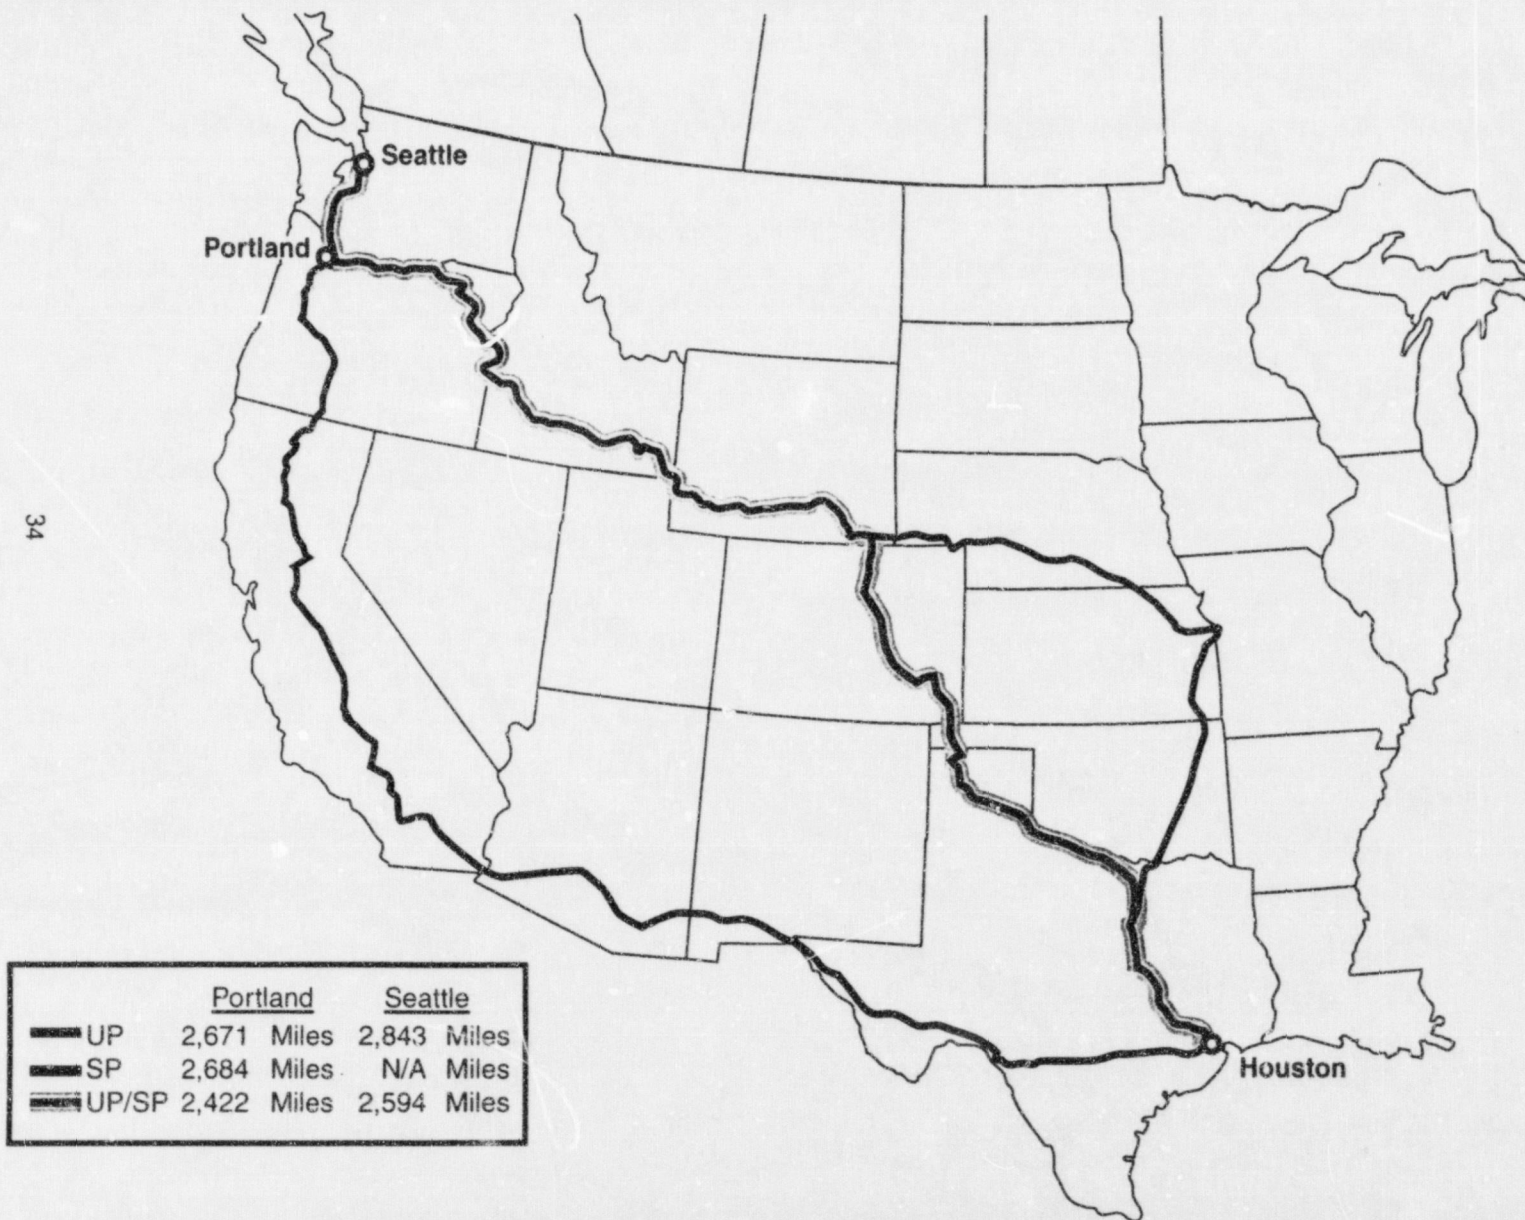 Seattle
Portland
34
Houston
Portland Seattle
UP 2,671 Miles 2,843 Miles
SP 2,684 Miles N/A Miles
UP/SP 2,422 Miles 2,594 Miles